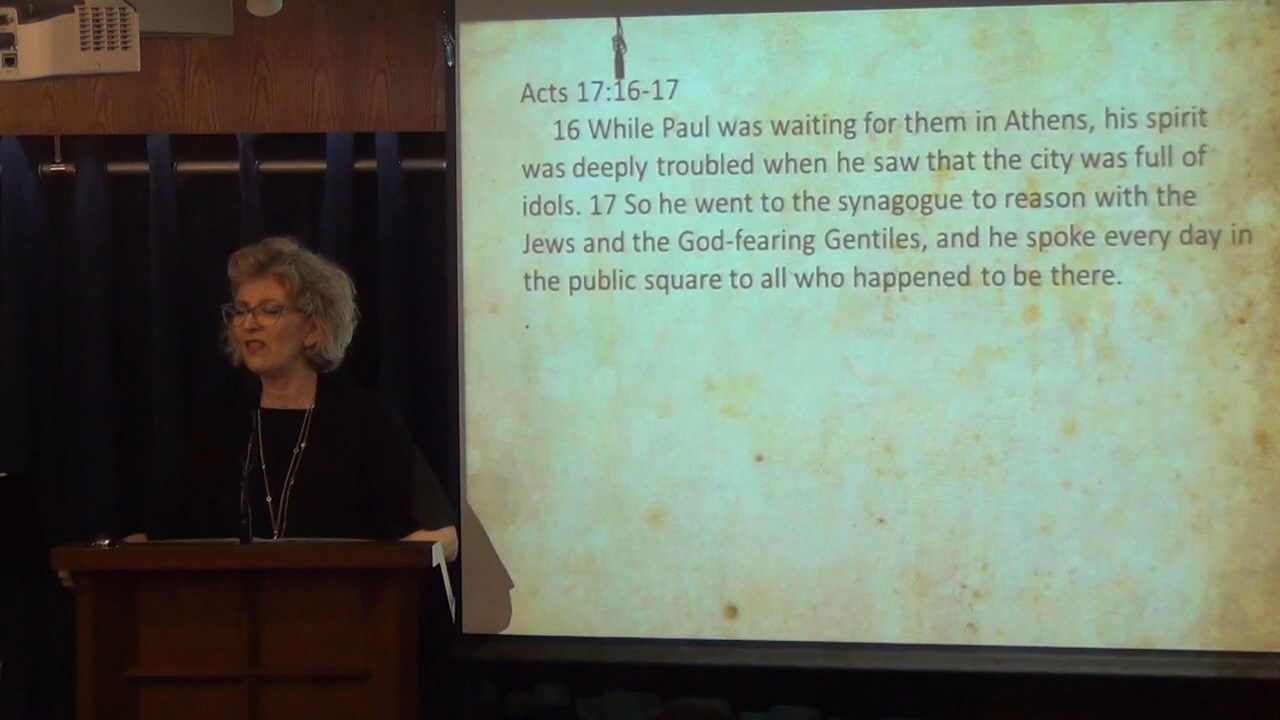 Acts 17:16-17
16 While Paul was waiting for them in Athens, his spirit
was deeply troubled when he saw that the city was full of
idols. 17 So he went to the synagogue to reason with the
Jews and the God-fearing Gentiles, and he spoke every day in
the public square to all who happened to be there.